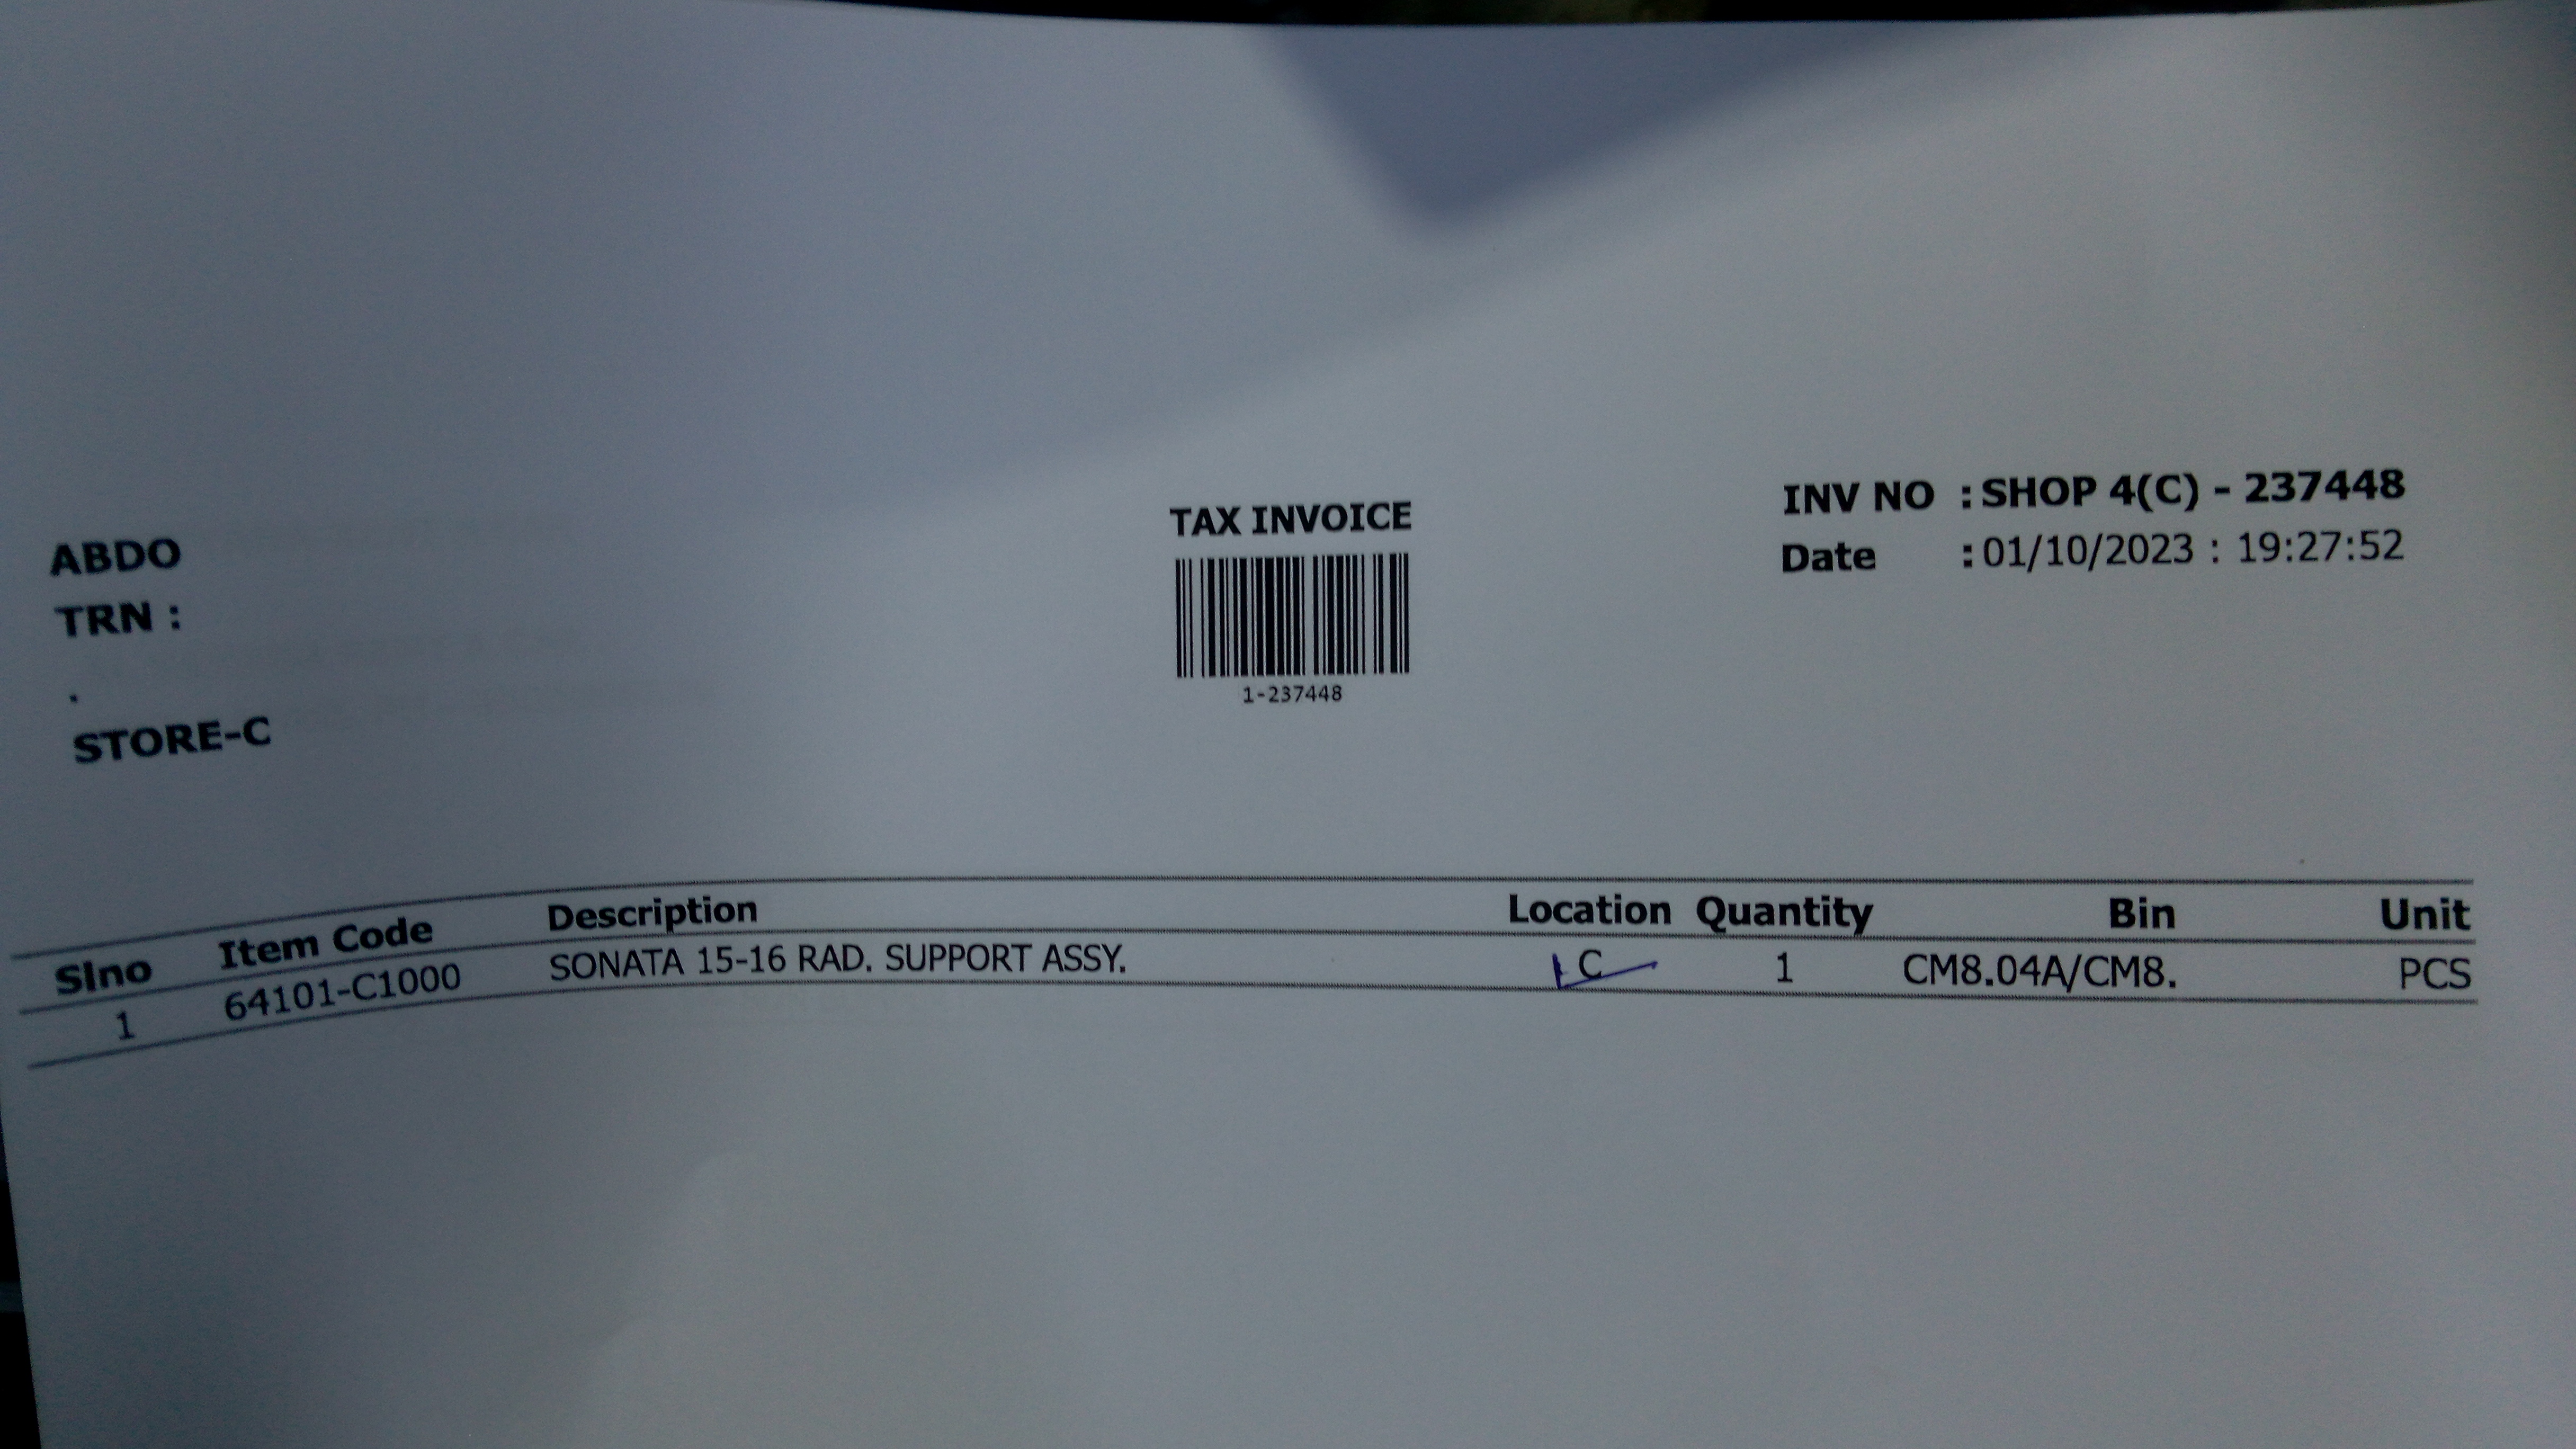 TAX INVOICE
INV NO : SHOP 4(C) - 237448
Date : 01/10/2023 : 19:27:52
ABDO
TRN :
.
STORE-C
1-237448
Slno Item Code Description Location Quantity Bin Unit
1 64101-C1000 SONATA 15-16 RAD. SUPPORT ASSY. C 1 CM8.04A/CM8. PCS